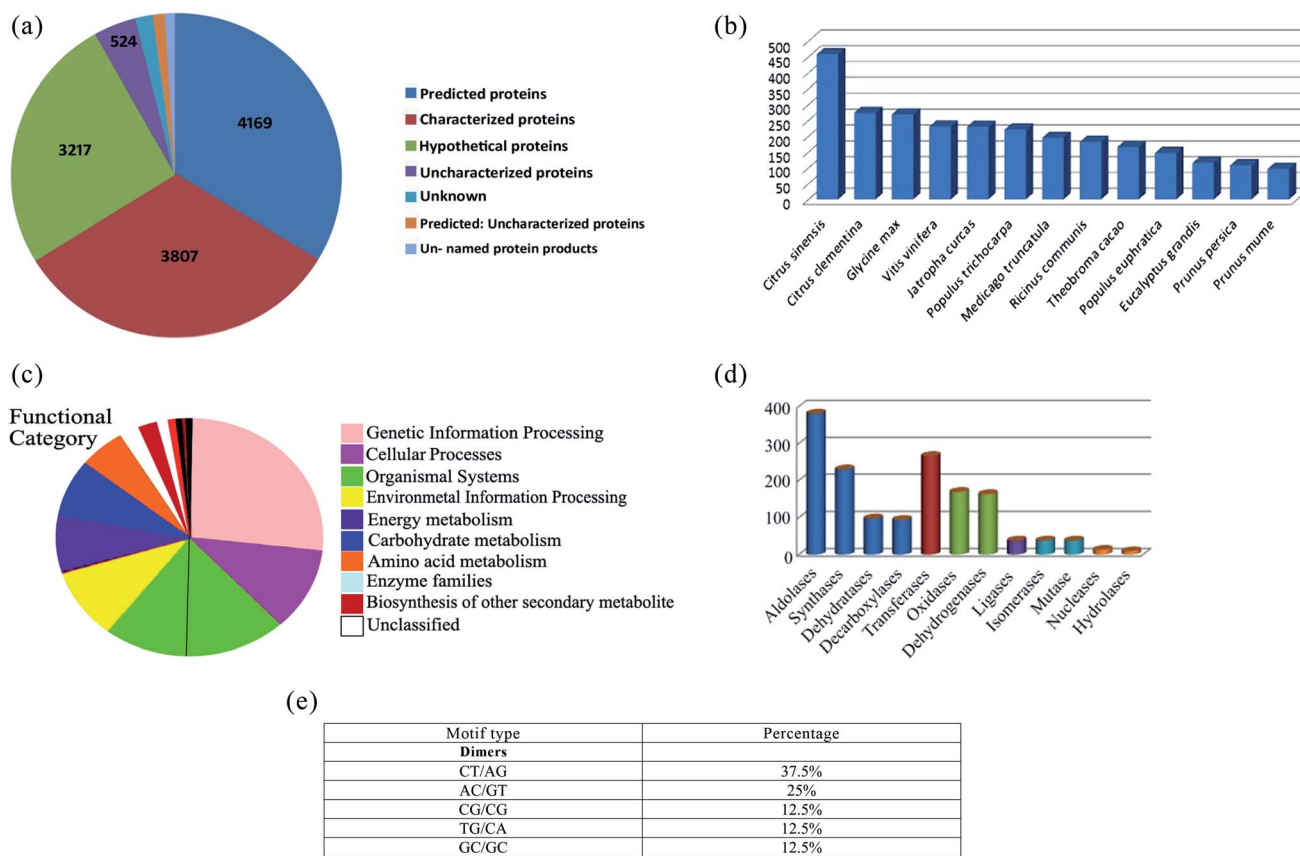 (a)
524
4169
3217
3807
Predicted proteins
Characterized proteins
Hypothetical proteins
Uncharacterized proteins
Unknown
Predicted: Uncharacterized proteins
Un- named protein products
(b)
500
450
400
350
300
250
200
150
100
50
0
Citrus sinensis
Citrus clementina
Glycine max
Vitis vinifera
Jatropha curcas
Populus trichocarpa
Medicago truncatula
Ricinus communis
Theobroma cacao
Populus euphratica
Eucalyptus grandis
Prunus persica
Prunus mume
(c)
Functional
Category
Genetic Information Processing
Cellular Processes
Organismal Systems
Environmetal Information Processing
Energy metabolism
Carbohydrate metabolism
Amino acid metabolism
Enzyme families
Biosynthesis of other secondary metabolite
Unclassified
(d)
400
300
200
100
0
Aldolases
Synthases
Dehydratases
Decarboxylases
Transferases
Oxidases
Dehydrogenases
Ligases
Isomerases
Mutase
Nucleases
Hydrolases
(e)
Motif type Percentage
Dimers
CT/AG 37.5%
AC/GT 25%
CG/CG 12.5%
TG/CA 12.5%
GC/GC 12.5%